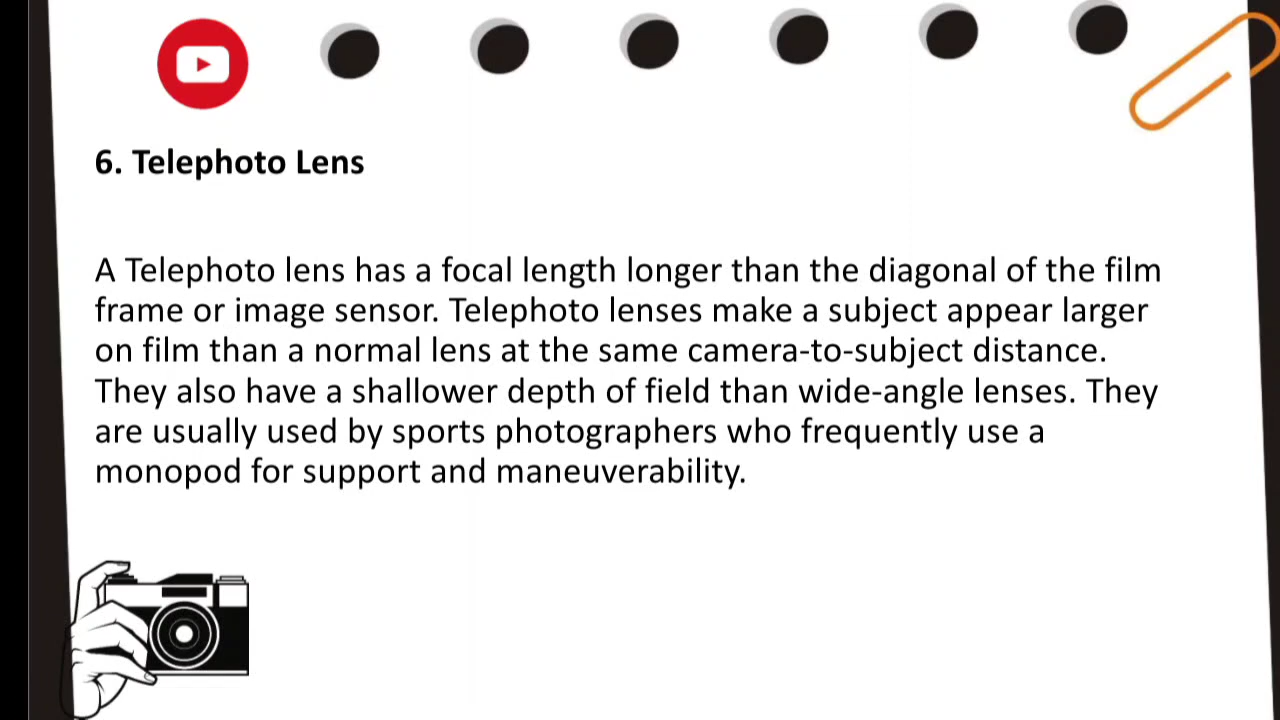 6. Telephoto Lens
A Telephoto lens has a focal length longer than the diagonal of the film
frame or image sensor. Telephoto lenses make a subject appear larger
on film than a normal lens at the same camera-to-subject distance.
They also have a shallower depth of field than wide-angle lenses. They
are usually used by sports photographers who frequently use a
monopod for support and maneuverability.